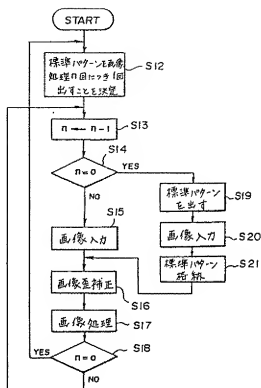 START
標準パターンを画像
処理n回につき1回
出すことを決定
S12
n ← n-1
S13
n=0
S14
YES
NO
S15
画像入力
標準パターン
を出す
S19
画像入力
S20
標準パターン
格納
S21
画像歪補正
S16
画像処理
S17
n=0
S18
YES
NO